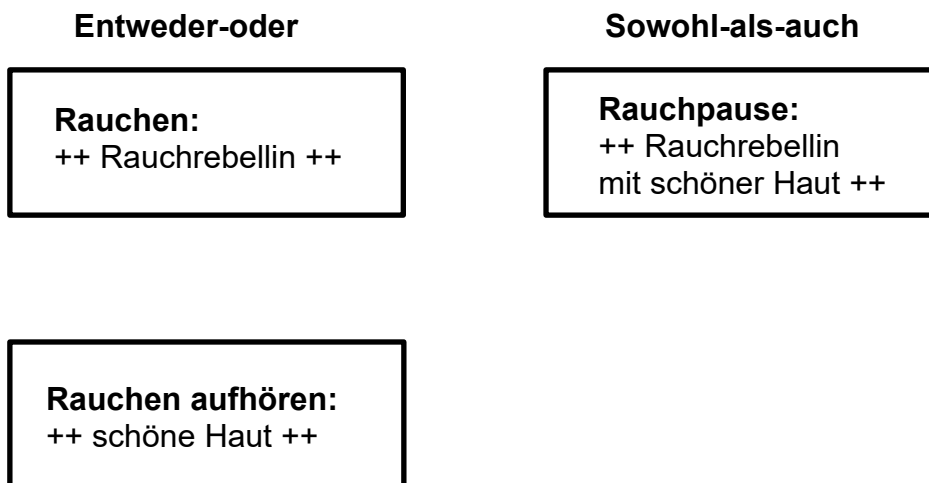 Entweder-oder
Sowohl-als-auch
Rauchen:
++ Rauchrebellin ++
Rauchpause:
++ Rauchrebellin
mit schöner Haut ++
Rauchen aufhören:
++ schöne Haut ++